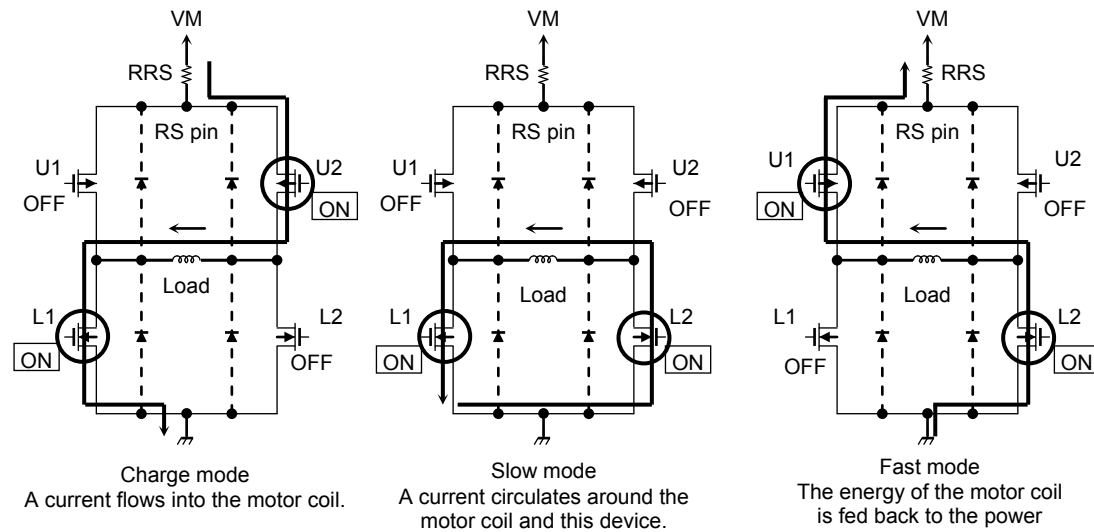 VM
RRS
RS pin
U1
U2
OFF
ON
Load
L1
L2
ON
OFF
Charge mode
A current flows into the motor coil.
VM
RRS
RS pin
U1
U2
OFF
OFF
Load
L1
L2
ON
ON
Slow mode
A current circulates around the
motor coil and this device.
VM
RRS
RS pin
U1
U2
ON
OFF
Load
L1
L2
OFF
ON
Fast mode
The energy of the motor coil
is fed back to the power